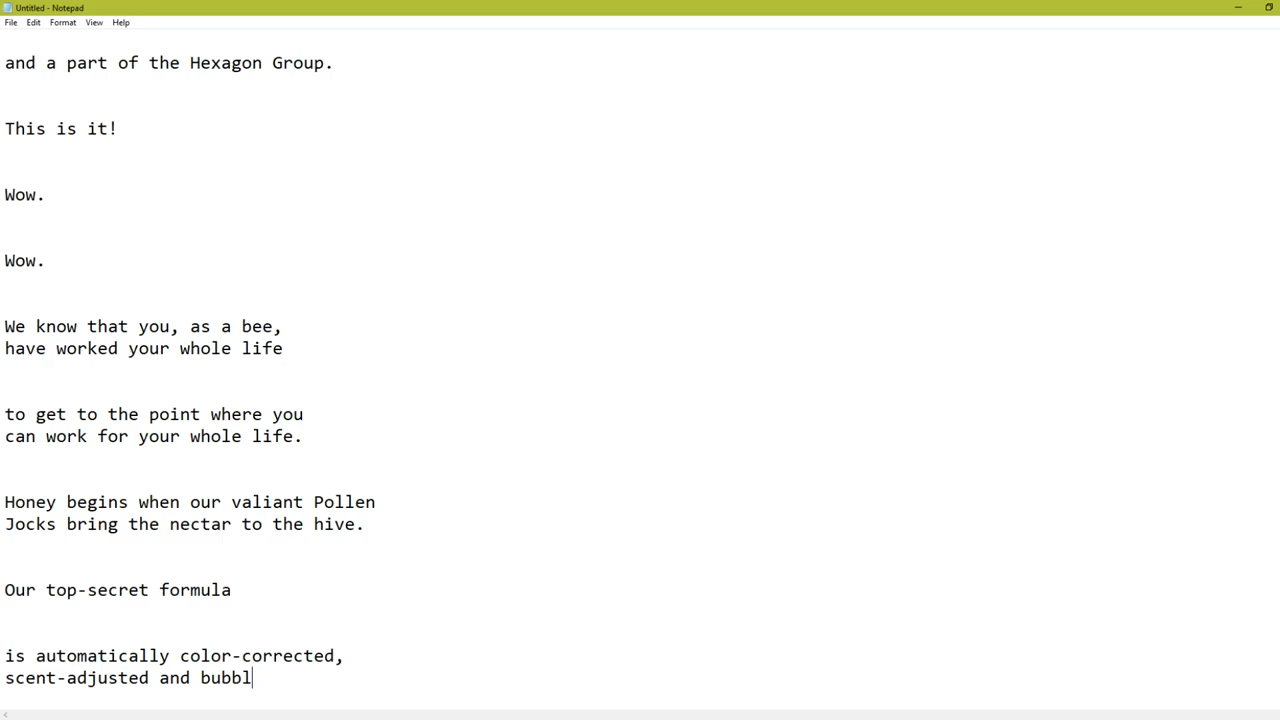 Untitled - Notepad
File Edit Format View Help
and a part of the Hexagon Group.
This is it!
Wow.
Wow.
We know that you, as a bee,
have worked your whole life
to get to the point where you
can work for your whole life.
Honey begins when our valiant Pollen
Jocks bring the nectar to the hive.
Our top-secret formula
is automatically color-corrected,
scent-adjusted and bubbl